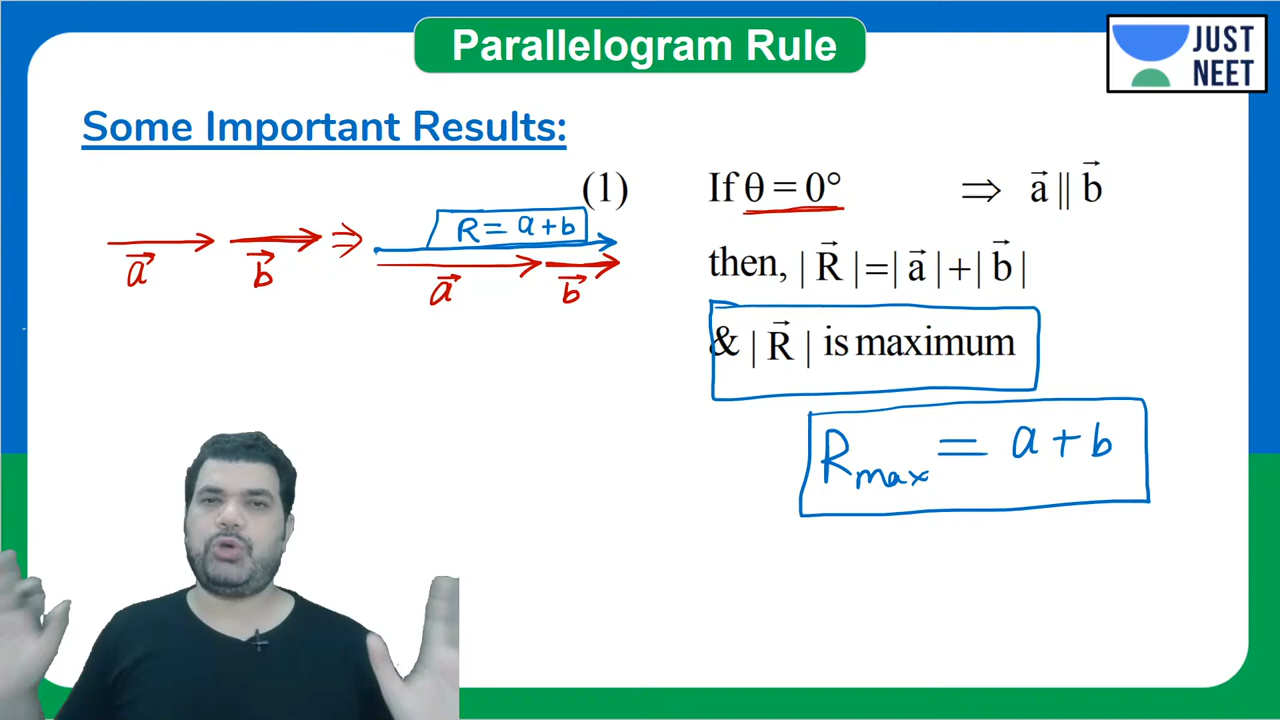 Parallelogram Rule
JUST
NEET
Some Important Results:
(1) If θ = 0° ⇒ a⃗ || b⃗
then, | R⃗ |=| a⃗ |+| b⃗ |
& | R⃗ | is maximum
R = a+b
a⃗ b⃗ ⇒ a⃗ b⃗
Rmax = a+b